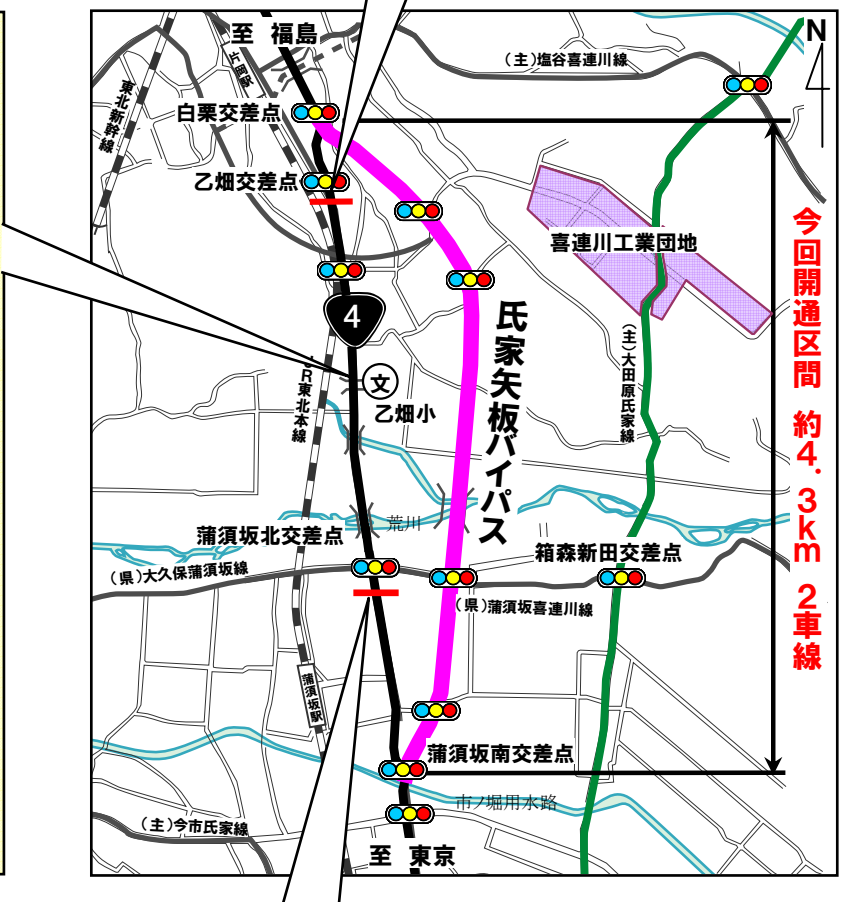 至 福島
N
(主)塩谷喜連川線
片岡駅
東北新幹線
白栗交差点
乙畑交差点
喜連川工業団地
今回開通区間 約4.3km 2車線
4
氏家矢板バイパス
(主)大田原氏家線
JR東北本線
文
乙畑小
荒川
蒲須坂北交差点
箱森新田交差点
(県)大久保蒲須坂線
(県)蒲須坂喜連川線
蒲須坂駅
蒲須坂南交差点
市ノ堀用水路
(主)今市氏家線
至 東京